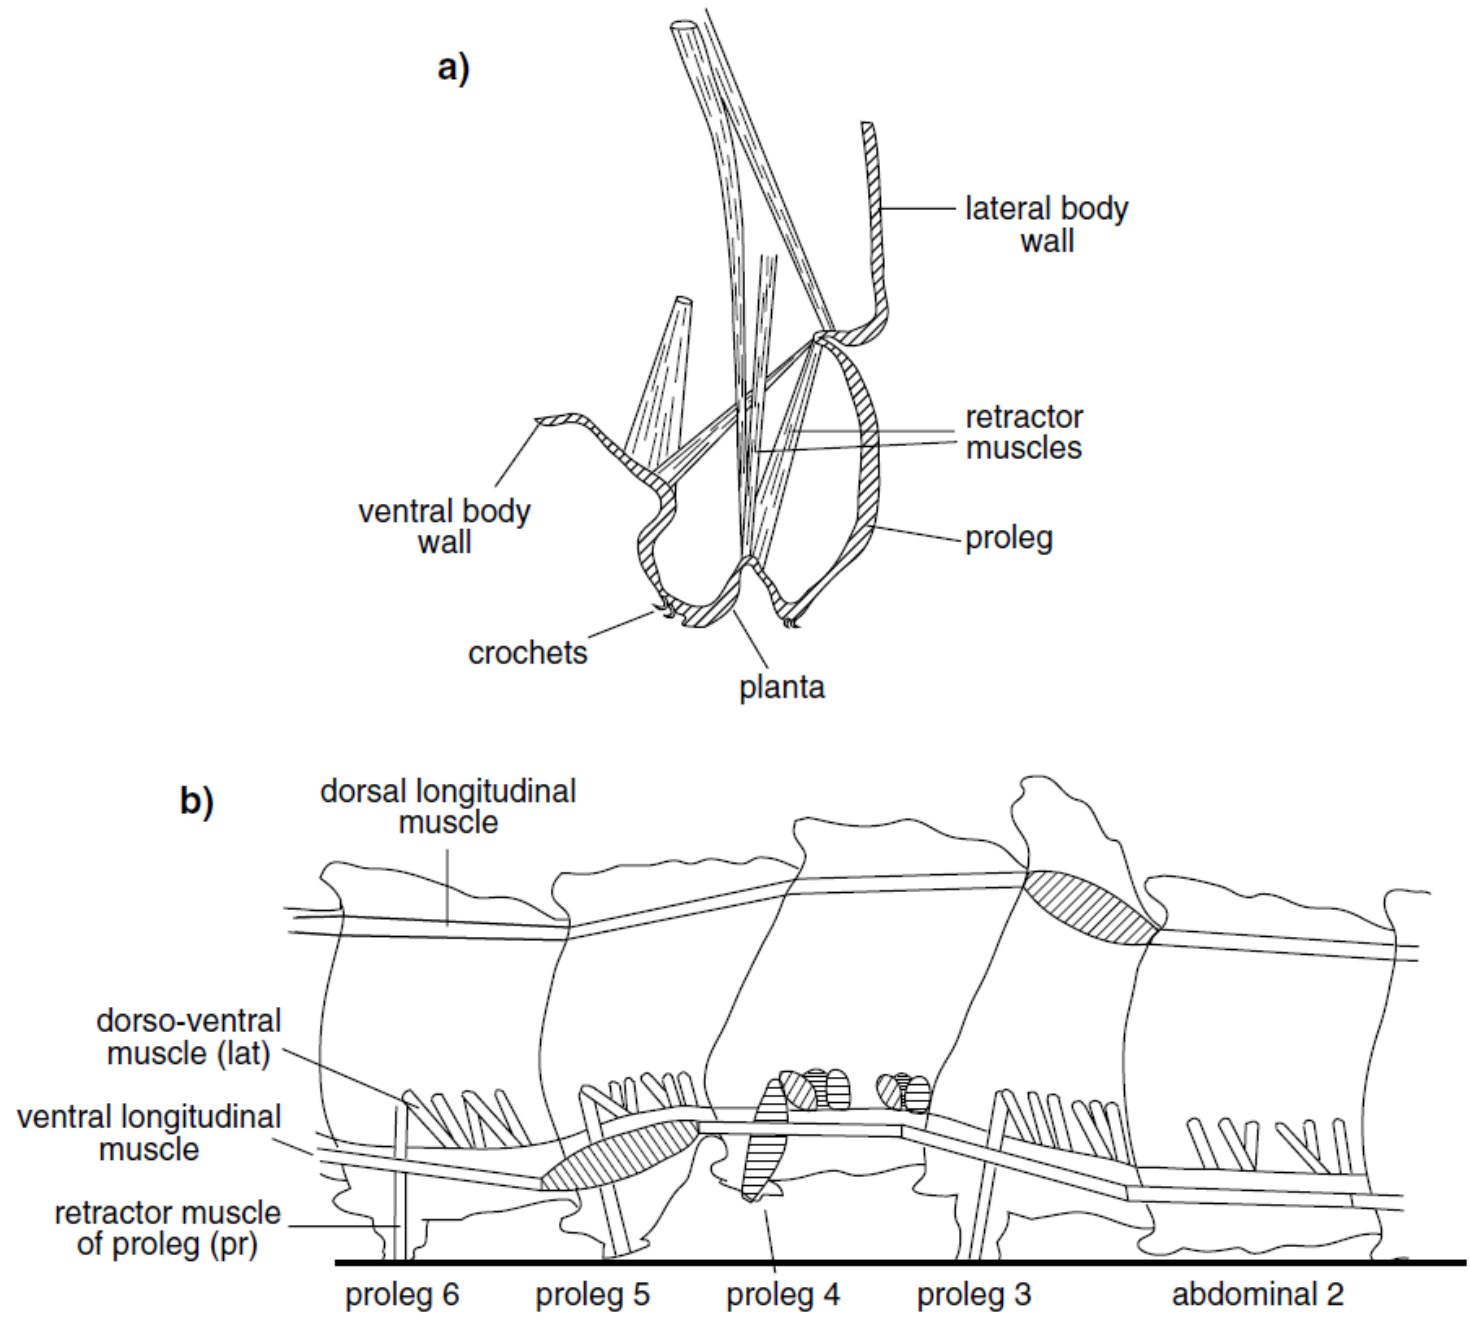 a)
lateral body
wall
retractor
muscles
ventral body
wall
proleg
crochets
planta
b)
dorsal longitudinal
muscle
dorso-ventral
muscle (lat)
ventral longitudinal
muscle
retractor muscle
of proleg (pr)
proleg 6
proleg 5
proleg 4
proleg 3
abdominal 2